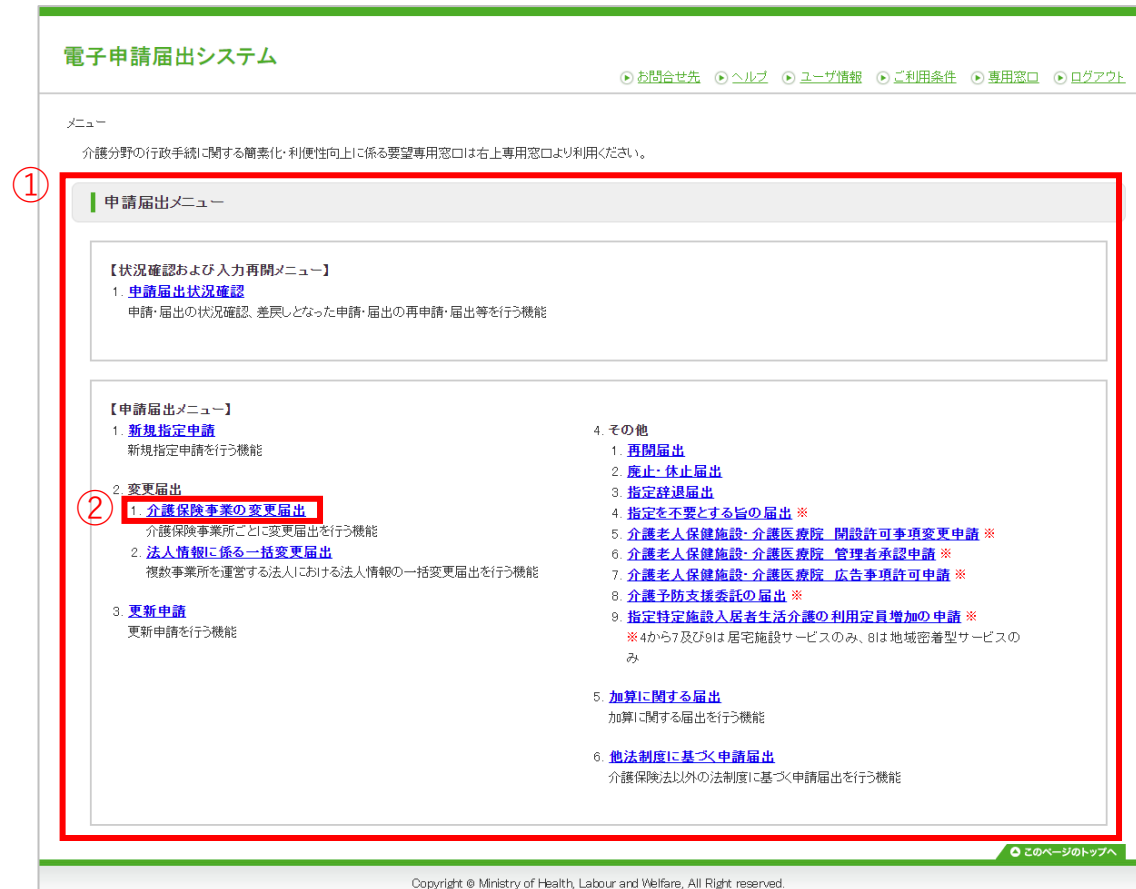 電子申請届出システム
お問合せ先 ヘルプ ユーザ情報 ご利用条件 専用窓口 ログアウト
メニュー
介護分野の行政手続に関する簡素化・利便性向上に係る要望専用窓口は右上専用窓口より利用ください。
①
申請届出メニュー
【状況確認および入力再開メニュー】
1. 申請届出状況確認
申請・届出の状況確認、差戻しとなった申請・届出の再申請・届出等を行う機能
【申請届出メニュー】
1. 新規指定申請
新規指定申請を行う機能
2. 変更届出
②
1. 介護保険事業の変更届出
介護保険事業所ごとに変更届出を行う機能
2. 法人情報に係る一括変更届出
複数事業所を運営する法人における法人情報の一括変更届出を行う機能
3. 更新申請
更新申請を行う機能
4. その他
1. 再開届出
2. 廃止・休止届出
3. 指定辞退届出
4. 指定を不要とする旨の届出 ※
5. 介護老人保健施設・介護医療院 開設許可事項変更申請 ※
6. 介護老人保健施設・介護医療院 管理者承認申請 ※
7. 介護老人保健施設・介護医療院 広告事項許可申請 ※
8. 介護予防支援委託の届出 ※
9. 指定特定施設入居者生活介護の利用定員増加の申請 ※
※4から7及び9は居宅施設サービスのみ、8は地域密着型サービスの
み
5. 加算に関する届出
加算に関する届出を行う機能
6. 他法制度に基づく申請届出
介護保険法以外の法制度に基づく申請届出を行う機能
このページのトップへ
Copyright © Ministry of Health, Labour and Welfare, All Right reserved.